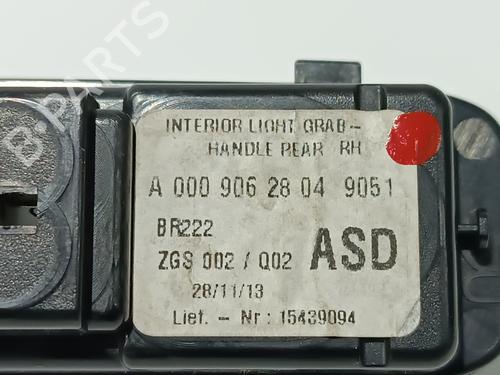 B-PARTS
INTERIOR LIGHT GRAB-
HANDLE REAR RH
A 000 906 28 04 9051
BR222
ZGS 002 / Q02
ASD
28/11/13
Lief. - Nr: 15439094